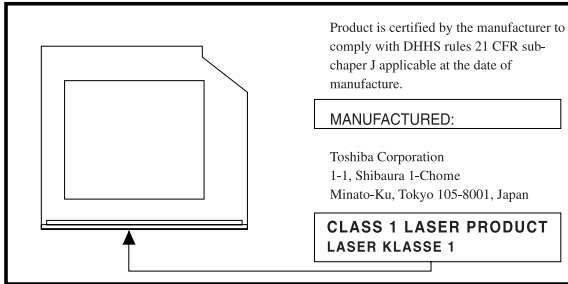 Product is certified by the manufacturer to
comply with DHHS rules 21 CFR sub-
chaper J applicable at the date of
manufacture.
MANUFACTURED:
Toshiba Corporation
1-1, Shibaura 1-Chome
Minato-Ku, Tokyo 105-8001, Japan
CLASS 1 LASER PRODUCT
LASER KLASSE 1